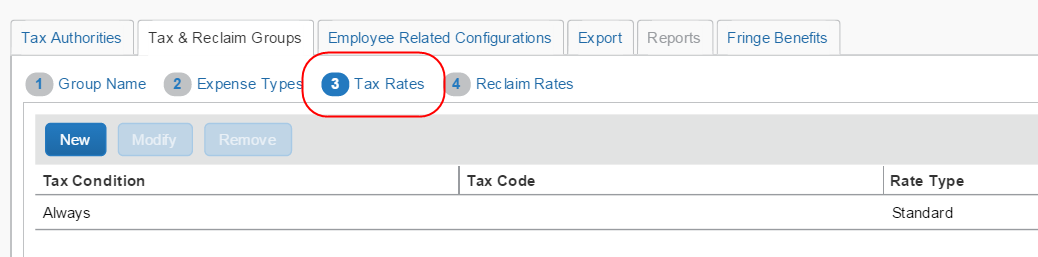 Tax Authorities Tax & Reclaim Groups Employee Related Configurations Export Reports Fringe Benefits
1 Group Name 2 Expense Types 3 Tax Rates 4 Reclaim Rates
New Modify Remove
Tax Condition Tax Code Rate Type
Always Standard